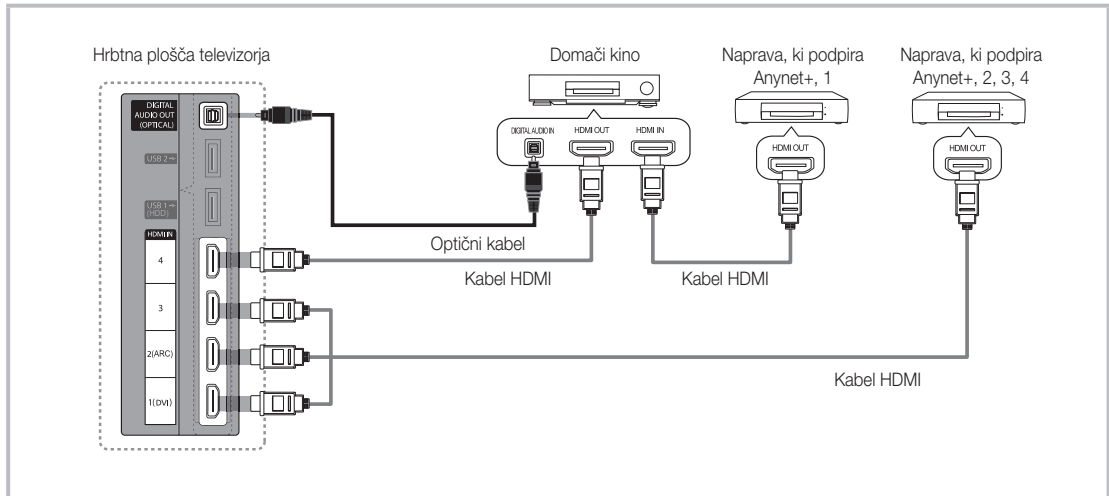 Hrbtna plošča televizorja
Domači kino
Naprava, ki podpira
Anynet+, 1
Naprava, ki podpira
Anynet+, 2, 3, 4
DIGITAL
AUDIO OUT
(OPTICAL)
USB 2
USB 1
(HDD)
HDMI IN
4
3
2(ARC)
1(DVI)
DIGITAL AUDIO IN
HDMI OUT
HDMI IN
HDMI OUT
HDMI OUT
Optični kabel
Kabel HDMI
Kabel HDMI
Kabel HDMI